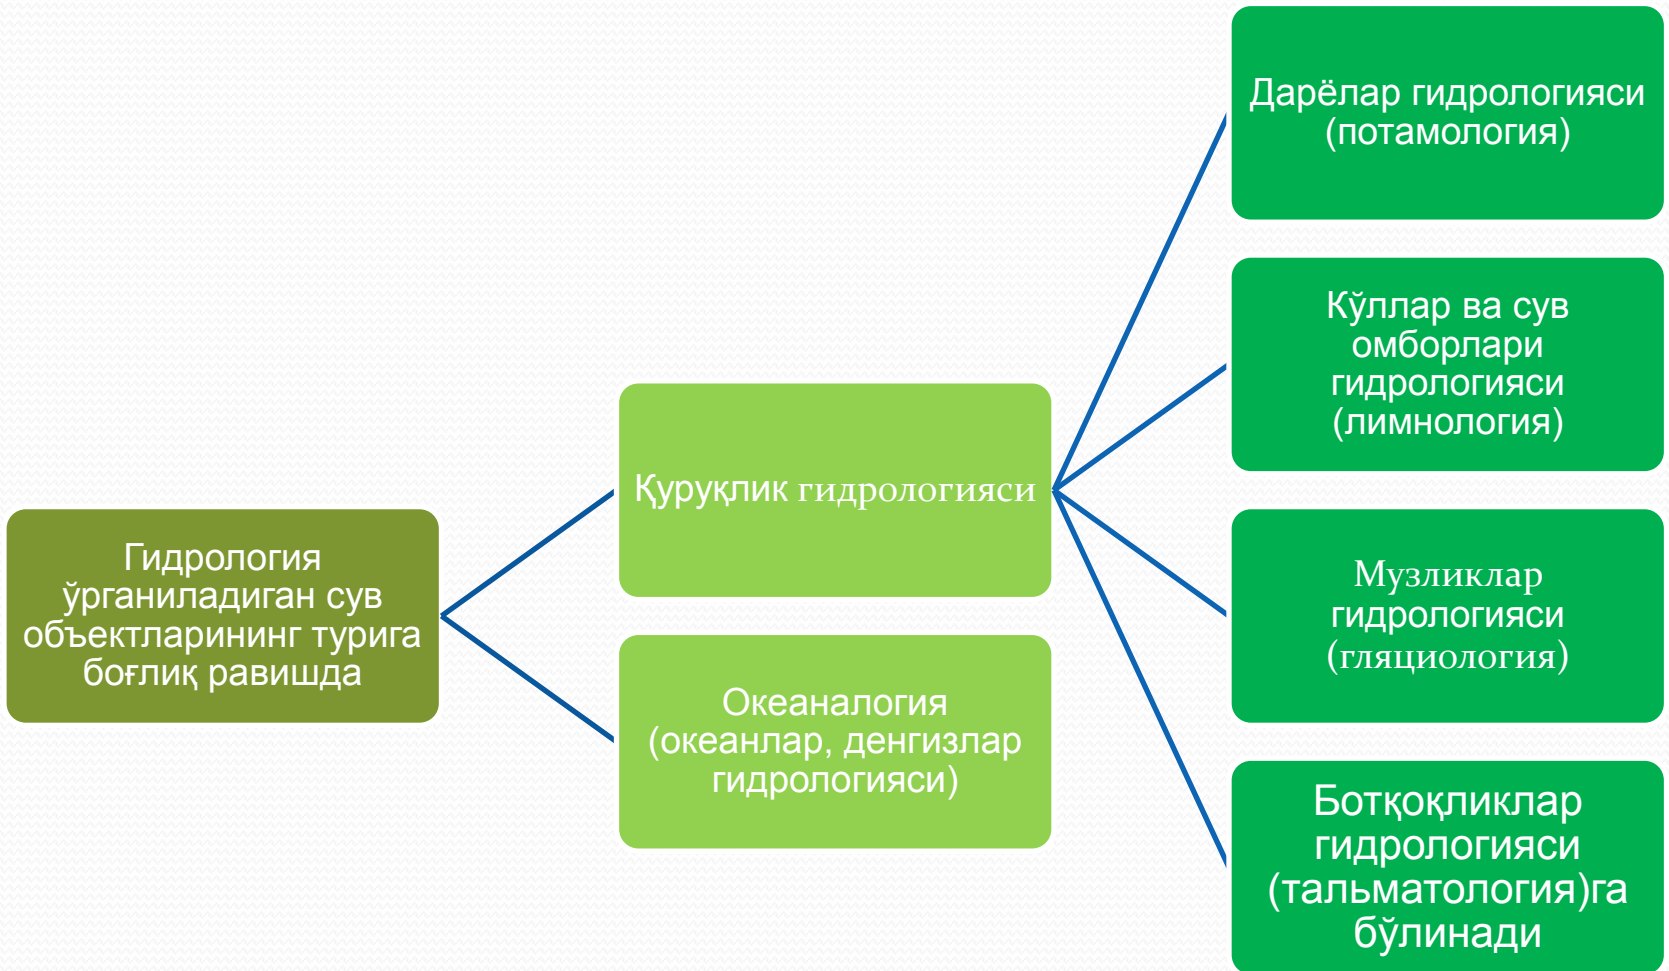 Гидрология
ўрганиладиган сув
объектларининг турига
боғлиқ равишда
Қуруқлик гидрологияси
Океаналогия
(океанлар, денгизлар
гидрологияси)
Дарёлар гидрологияси
(потамология)
Кўллар ва сув
омборлари
гидрологияси
(лимнология)
Музликлар
гидрологияси
(гляциология)
Ботқоқликлар
гидрологияси
(тальматология)га
бўлинади